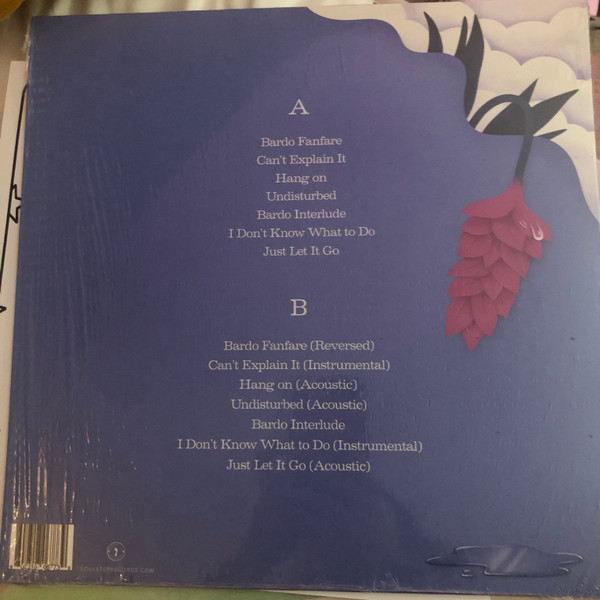 A
Bardo Fanfare
Can't Explain It
Hang on
Undisturbed
Bardo Interlude
I Don't Know What to Do
Just Let It Go
B
Bardo Fanfare (Reversed)
Can't Explain It (Instrumental)
Hang on (Acoustic)
Undisturbed (Acoustic)
Bardo Interlude
I Don't Know What to Do (Instrumental)
Just Let It Go (Acoustic)